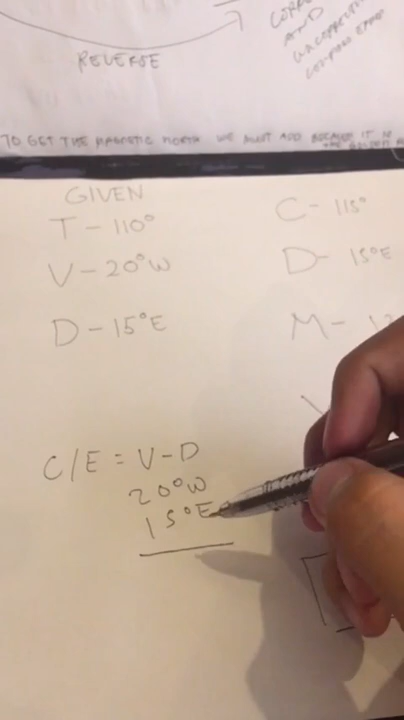 REVERSE
AND
TO GET THE MAGNETIC NORTH WE MUST ADD BECAUSE IT IS
GIVEN
T - 110°
V - 20°W
D - 15°E
C - 115°
D - 15°E
M -
C/E = V - D
20°W
15°E